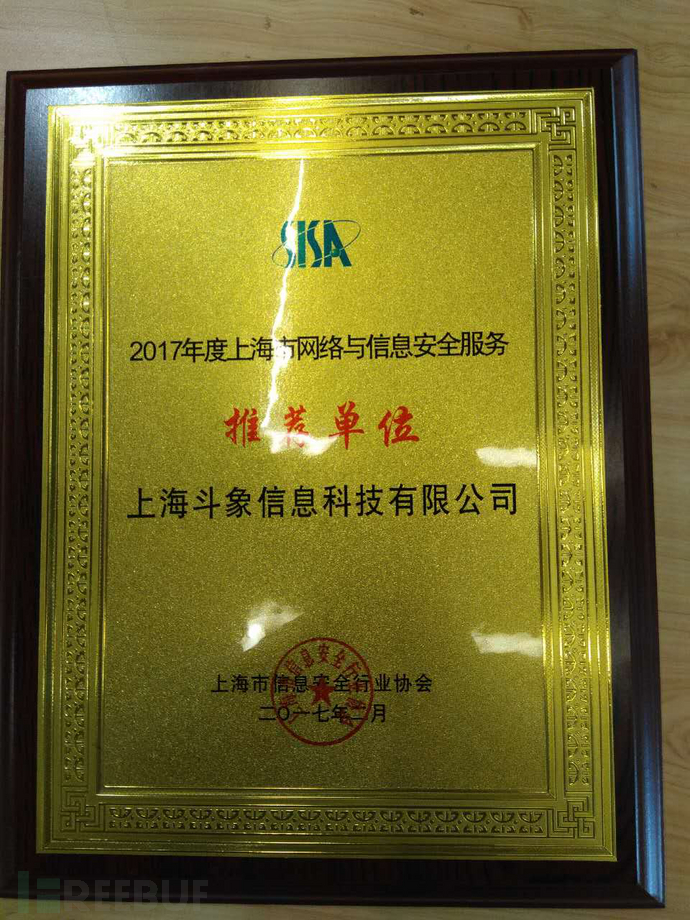 SISA
2017年度上海市网络与信息安全服务
推荐单位
上海斗象信息科技有限公司
上海市信息安全行业协会
二〇一七年二月
REEBUF